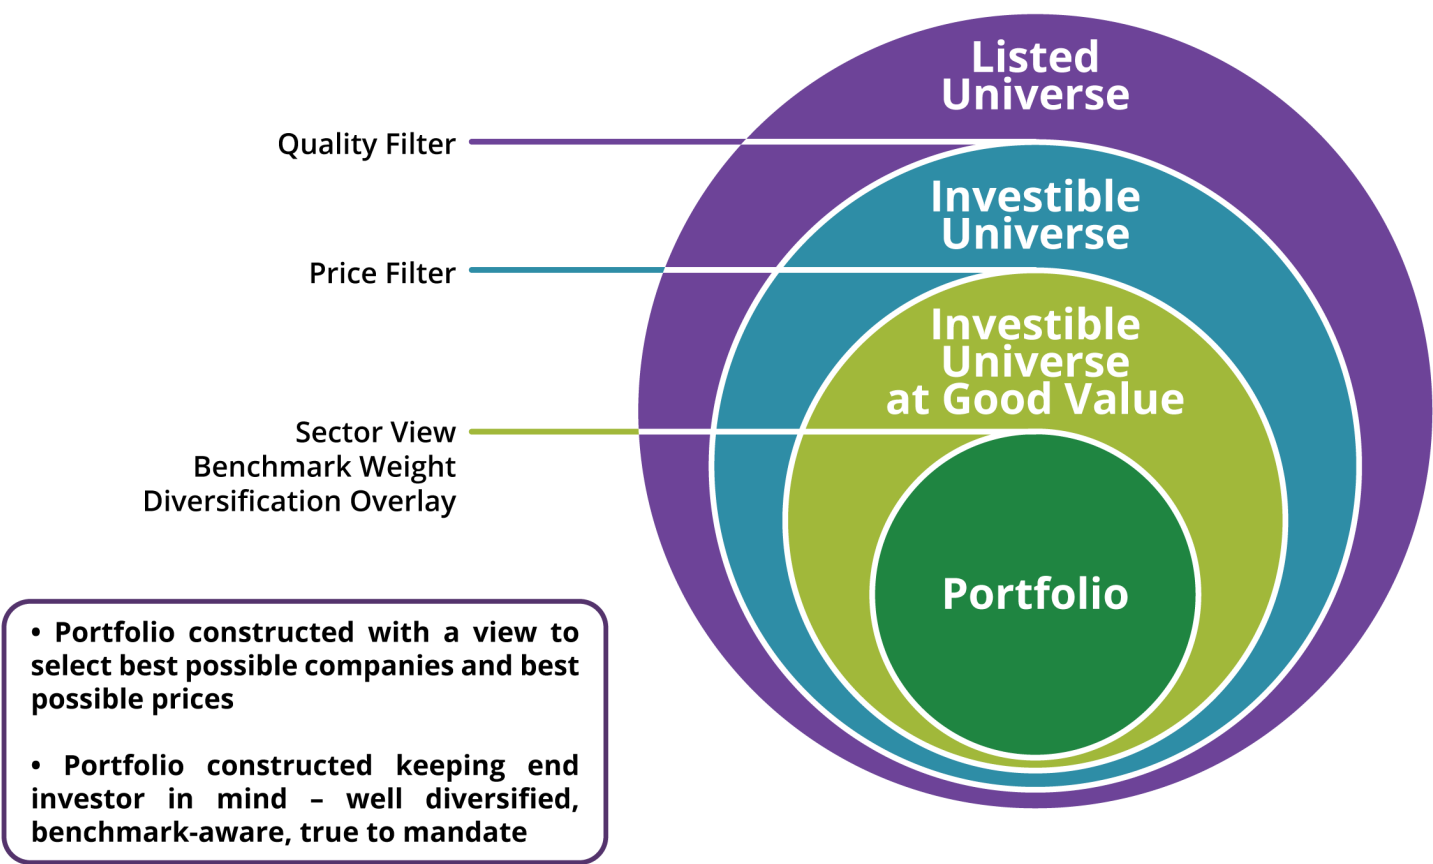 Listed
Universe
Quality Filter
Investible
Universe
Price Filter
Investible
Universe
at Good Value
Sector View
Benchmark Weight
Diversification Overlay
Portfolio
• Portfolio constructed with a view to
select best possible companies and best
possible prices
• Portfolio constructed keeping end
investor in mind – well diversified,
benchmark-aware, true to mandate